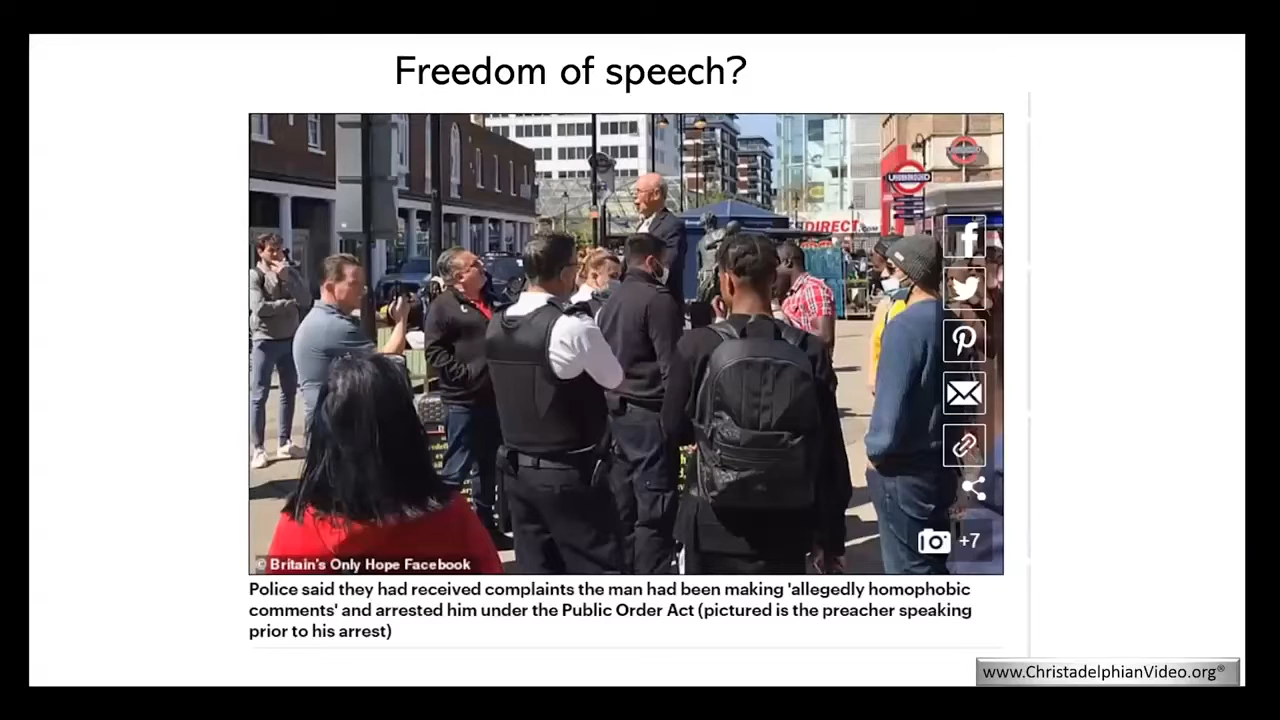 Freedom of speech?
UNDERGROUND
DIRECT.com
+7
© Britain's Only Hope Facebook
Police said they had received complaints the man had been making 'allegedly homophobic
comments' and arrested him under the Public Order Act (pictured is the preacher speaking
prior to his arrest)
www.ChristadelphianVideo.org®